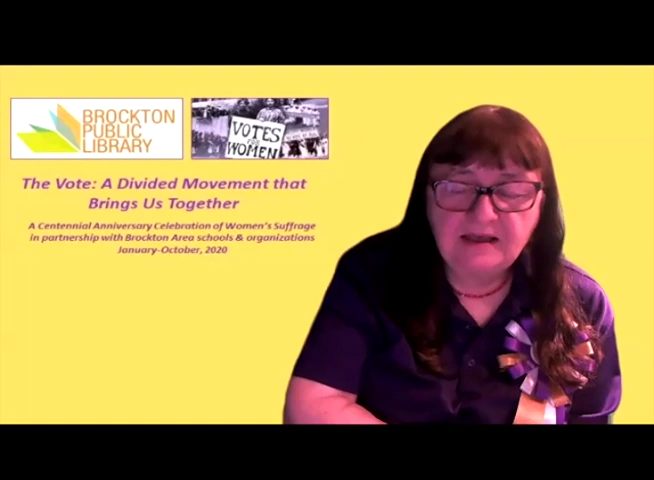 BROCKTON
PUBLIC
LIBRARY
VOTES
FOR
WOMEN
The Vote: A Divided Movement that
Brings Us Together
A Centennial Anniversary Celebration of Women's Suffrage
in partnership with Brockton Area schools & organizations
January-October, 2020